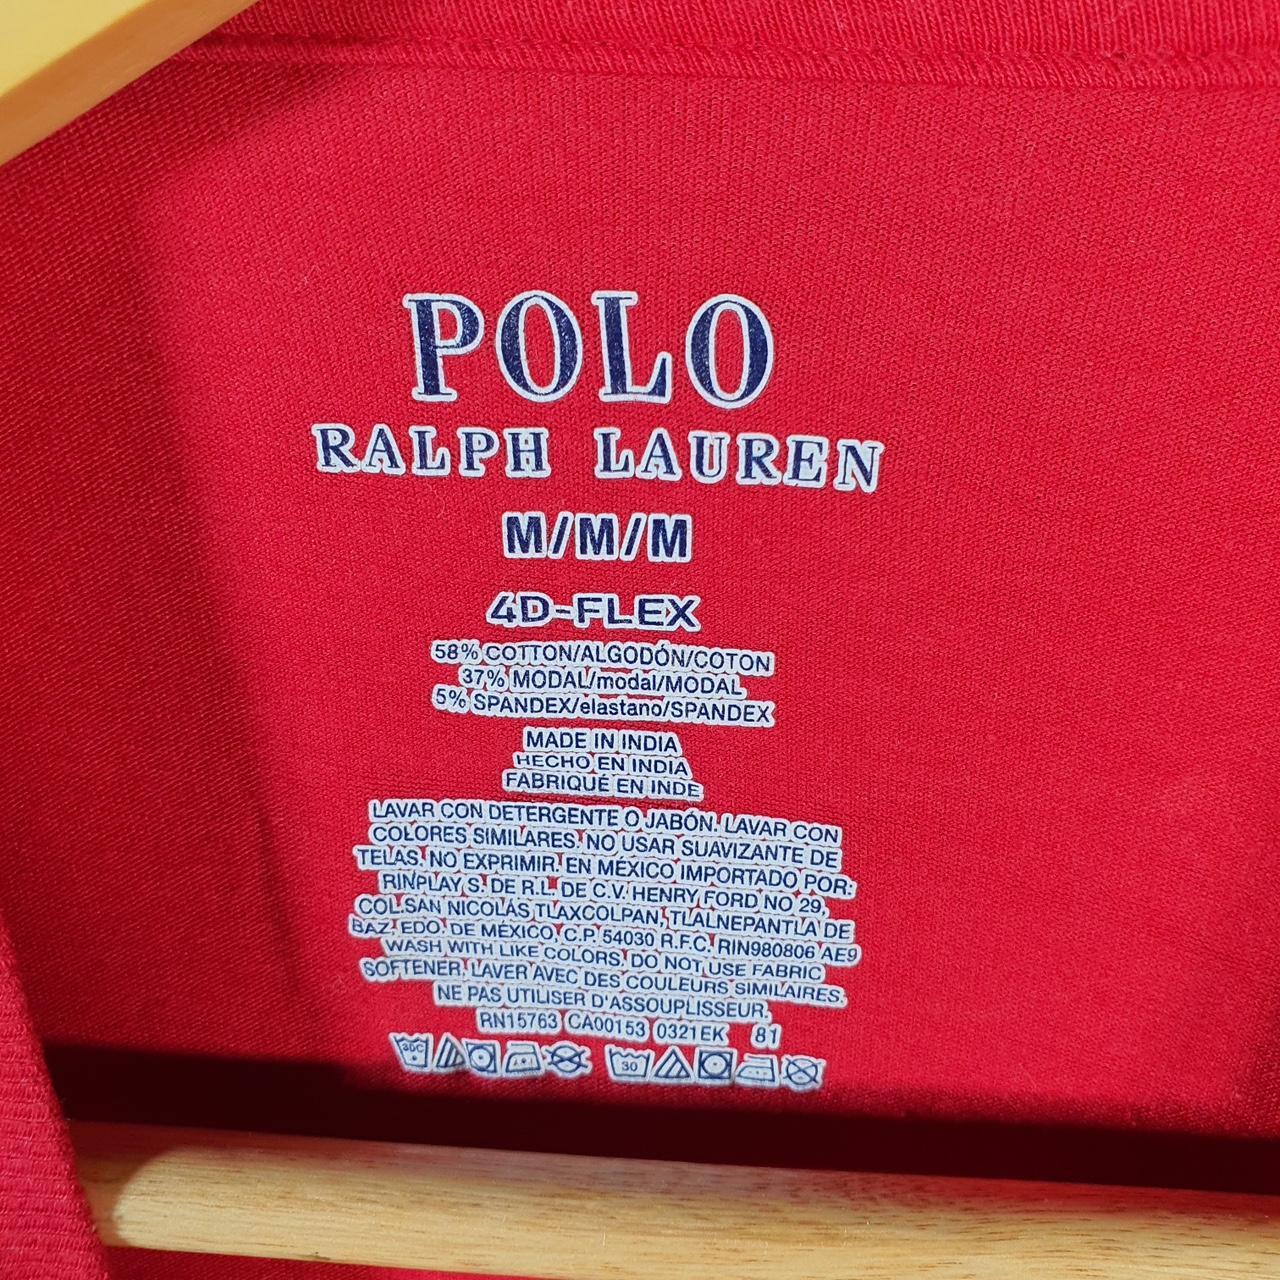 POLO
RALPH LAUREN
M/M/M
4D-FLEX
58% COTTON/ALGODÓN/COTON
37% MODAL/modal/MODAL
5% SPANDEX/elastano/SPANDEX
MADE IN INDIA
HECHO EN INDIA
FABRIQUÉ EN INDE
LAVAR CON DETERGENTE O JABÓN. LAVAR CON
COLORES SIMILARES. NO USAR SUAVIZANTE DE
TELAS. NO EXPRIMIR. EN MÉXICO IMPORTADO POR:
RINPLAY S. DE R.L. DE C.V. HENRY FORD NO 29,
COL.SAN NICOLÁS TLAXCOLPAN, TLALNEPANTLA DE
BAZ, EDO. DE MÉXICO, C.P. 54030 R.F.C. RIN980806 AE9
WASH WITH LIKE COLORS. DO NOT USE FABRIC
SOFTENER. LAVER AVEC DES COULEURS SIMILAIRES.
NE PAS UTILISER D'ASSOUPLISSEUR.
RN15763 CA00153 0321EK 81
30C 30